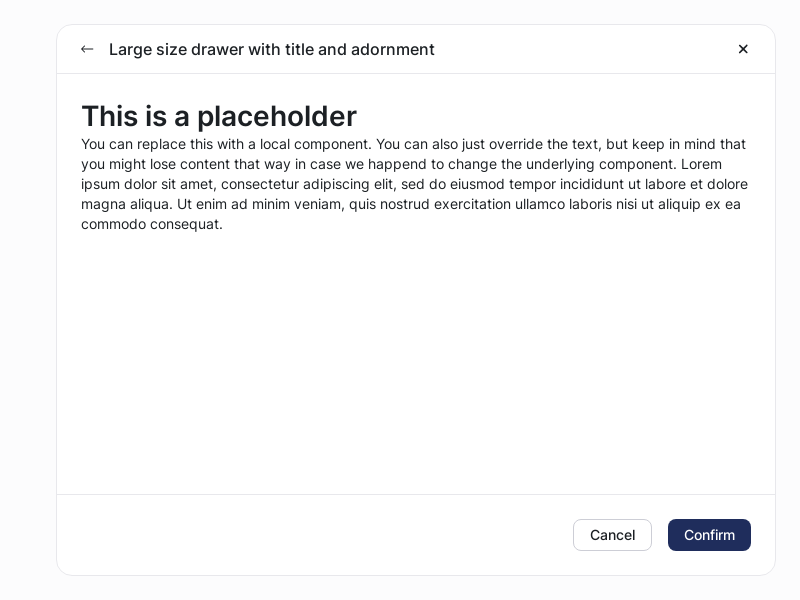 Large size drawer with title and adornment
This is a placeholder
You can replace this with a local component. You can also just override the text, but keep in mind that
you might lose content that way in case we happend to change the underlying component. Lorem
ipsum dolor sit amet, consectetur adipiscing elit, sed do eiusmod tempor incididunt ut labore et dolore
magna aliqua. Ut enim ad minim veniam, quis nostrud exercitation ullamco laboris nisi ut aliquip ex ea
commodo consequat.
Cancel
Confirm